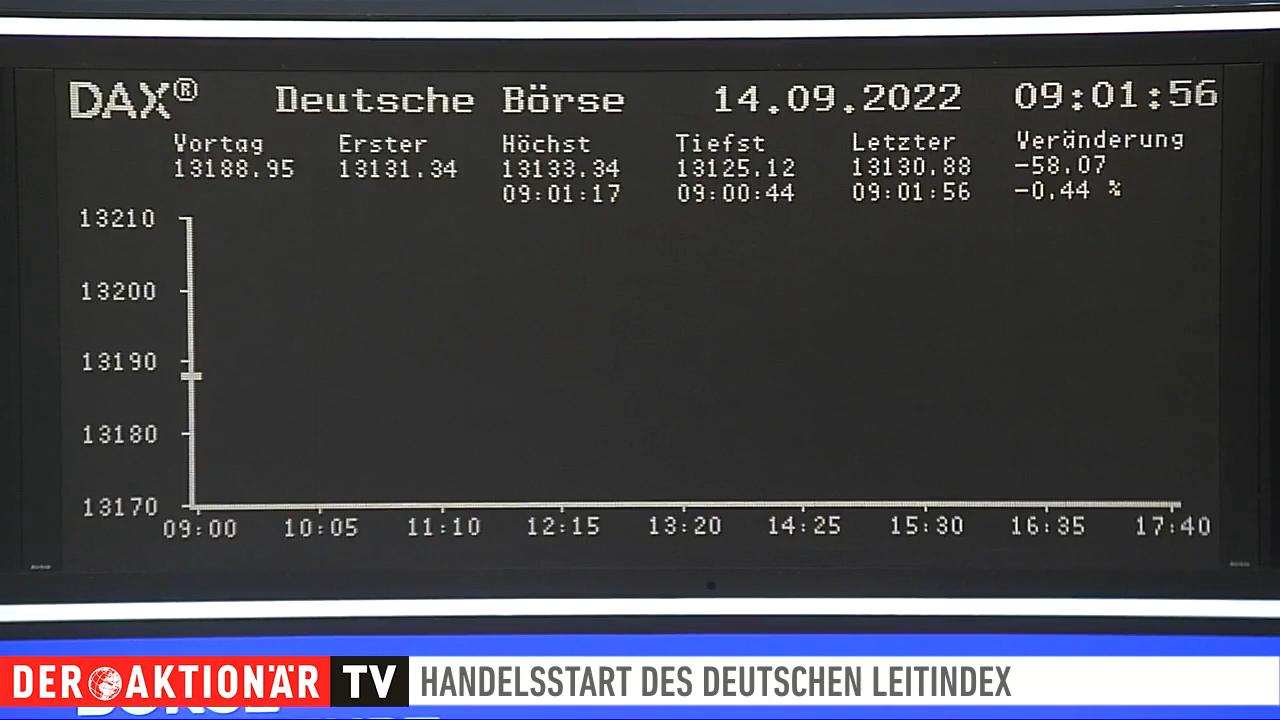 DAX® Deutsche Börse 14.09.2022 09:01:56
Vortag Erster Höchst Tiefst Letzter Veränderung
13188.95 13131.34 13133.34 13125.12 13130.88 -58.07
09:01:17 09:00:44 09:01:56 -0.44 %
13210
13200
13190
13180
13170
09:00 10:05 11:10 12:15 13:20 14:25 15:30 16:35 17:40
DER AKTIONÄR TV HANDELSSTART DES DEUTSCHEN LEITINDEX